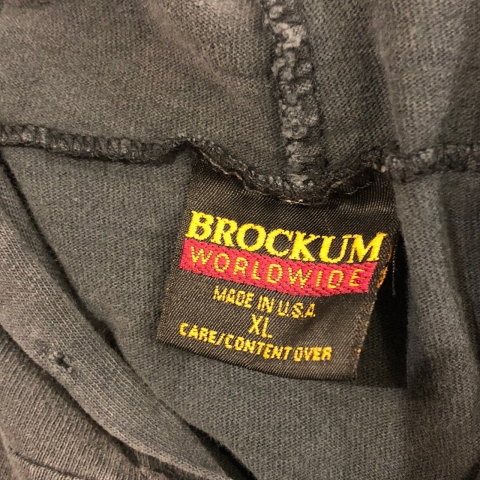 BROCKUM
WORLDWIDE
MADE IN U.S.A.
XL
CARE/CONTENT OVER